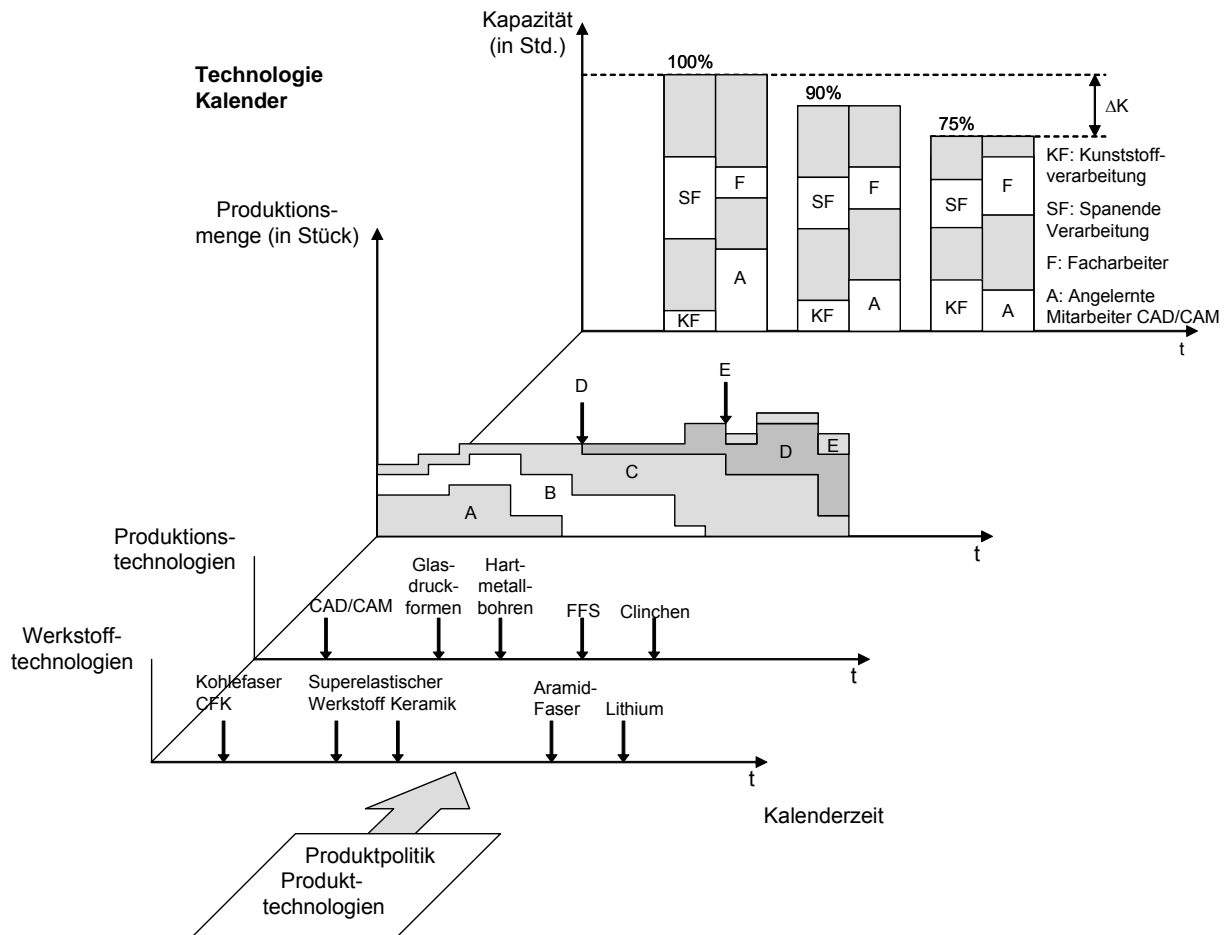 Kapazität
(in Std.)
Technologie
Kalender
100%
90%
75%
ΔK
KF: Kunststoff-
verarbeitung
SF: Spanende
Verarbeitung
F: Facharbeiter
A: Angelernte
Mitarbeiter CAD/CAM
SF
F
KF
A
SF
F
KF
A
SF
F
KF
A
t
Produktions-
menge (in Stück)
D
E
A
B
C
D
E
t
Produktions-
technologien
CAD/CAM
Glas-
druck-
formen
Hart-
metall-
bohren
FFS
Clinchen
t
Werkstoff-
technologien
Kohlefaser
CFK
Superelastischer
Werkstoff Keramik
Aramid-
Faser
Lithium
t
Kalenderzeit
Produktpolitik
Produkt-
technologien